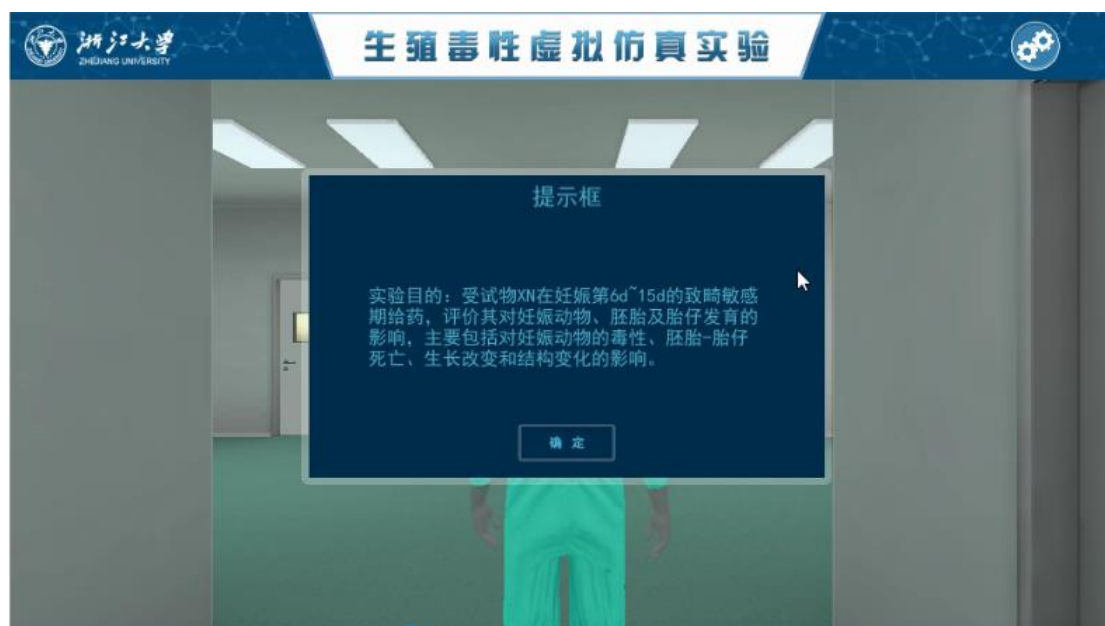 浙江大学
ZHEJIANG UNIVERSITY
生殖毒性虚拟仿真实验
提示框
实验目的：受试物XN在妊娠第6d~15d的致畸敏感
期给药，评价其对妊娠动物、胚胎及胎仔发育的
影响，主要包括对妊娠动物的毒性、胚胎-胎仔
死亡、生长改变和结构变化的影响。
确 定